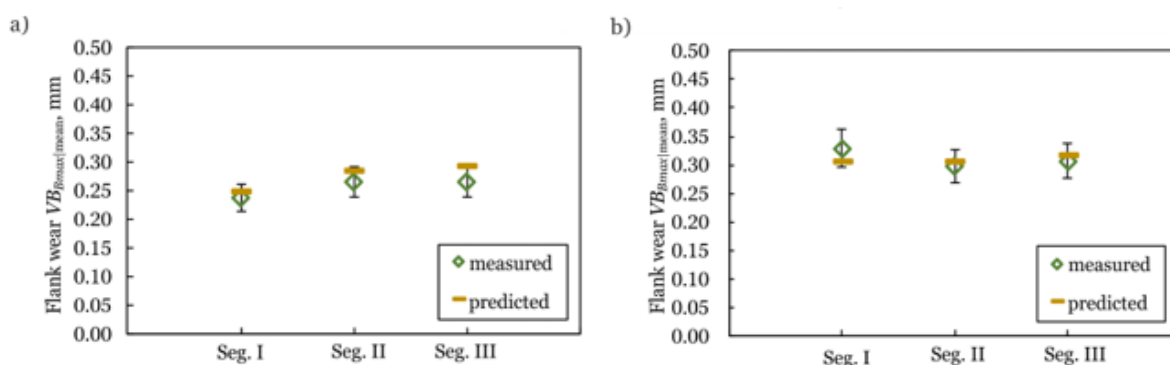 a)
Flank wear VB_Bmax|mean, mm
0.50
0.45
0.40
0.35
0.30
0.25
0.20
0.15
0.10
0.05
0.00
measured
predicted
Seg. I
Seg. II
Seg. III
b)
Flank wear VB_Bmax|mean, mm
0.50
0.45
0.40
0.35
0.30
0.25
0.20
0.15
0.10
0.05
0.00
measured
predicted
Seg. I
Seg. II
Seg. III